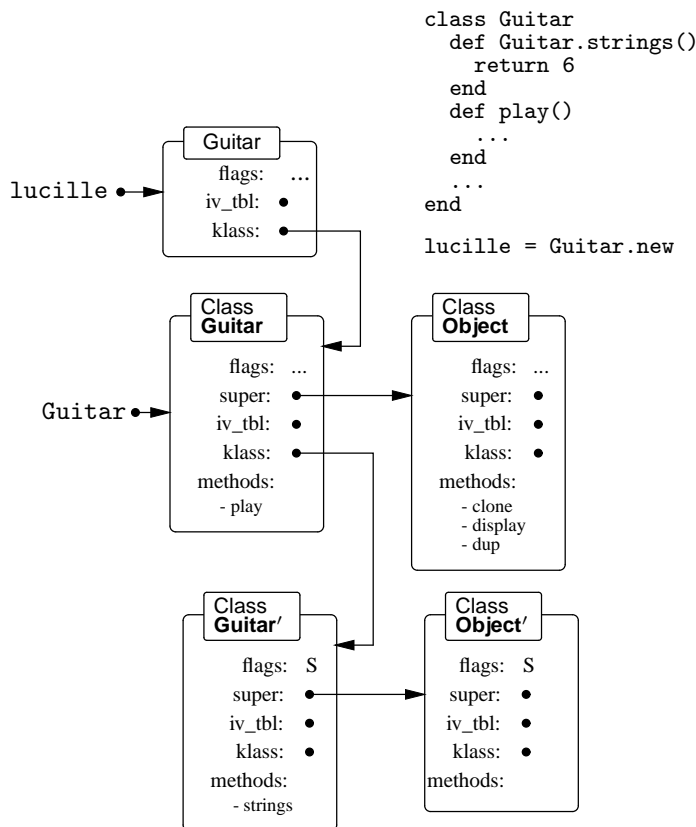 class Guitar
def Guitar.strings()
return 6
end
def play()
...
end
...
end
lucille = Guitar.new
lucille
Guitar
flags: ...
iv_tbl:
klass:
Guitar
Class
Guitar
flags: ...
super:
iv_tbl:
klass:
methods:
- play
Class
Object
flags: ...
super:
iv_tbl:
klass:
methods:
- clone
- display
- dup
Class
Guitar′
flags: S
super:
iv_tbl:
klass:
methods:
- strings
Class
Object′
flags: S
super:
iv_tbl:
klass:
methods: